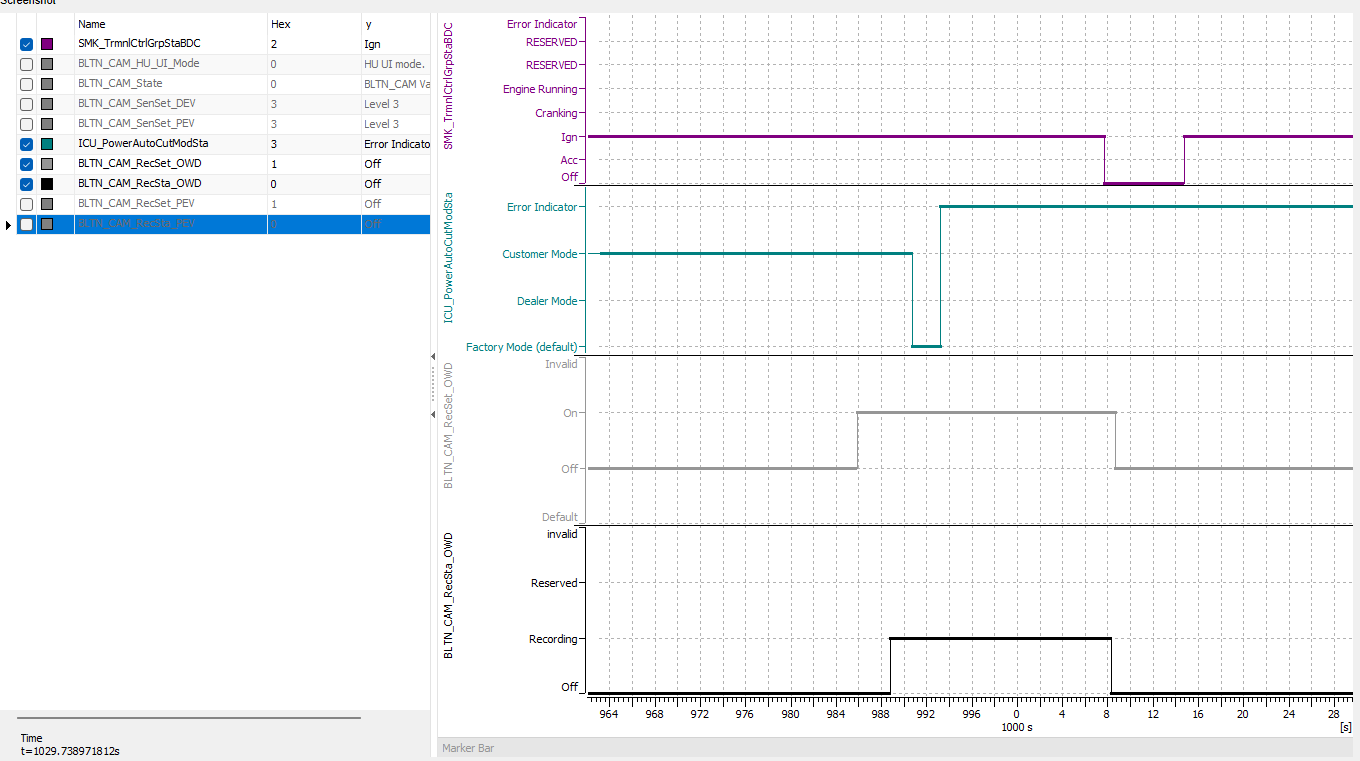 Screenshot
Name Hex y
SMK_TrmnlCtrlGrpStaBDC 2 Ign
BLTN_CAM_HU_UI_Mode 0 HU UI mode.
BLTN_CAM_State 0 BLTN_CAM Va
BLTN_CAM_SenSet_DEV 3 Level 3
BLTN_CAM_SenSet_PEV 3 Level 3
ICU_PowerAutoCutModSta 3 Error Indicato
BLTN_CAM_RecSet_OWD 1 Off
BLTN_CAM_RecSta_OWD 0 Off
BLTN_CAM_RecSet_PEV 1 Off
BLTN_CAM_RecSta_PEV 0 Off
Time
t=1029.738971812s
SMK_TrmnlCtrlGrpStaBDC
Error Indicator
RESERVED
RESERVED
Engine Running
Cranking
Ign
Acc
Off
ICU_PowerAutoCutModSta
Error Indicator
Customer Mode
Dealer Mode
Factory Mode (default)
BLTN_CAM_RecSet_OWD
Invalid
On
Off
Default
BLTN_CAM_RecSta_OWD
invalid
Reserved
Recording
Off
964 968 972 976 980 984 988 992 996 0 4 8 12 16 20 24 28
1000 s [s]
Marker Bar